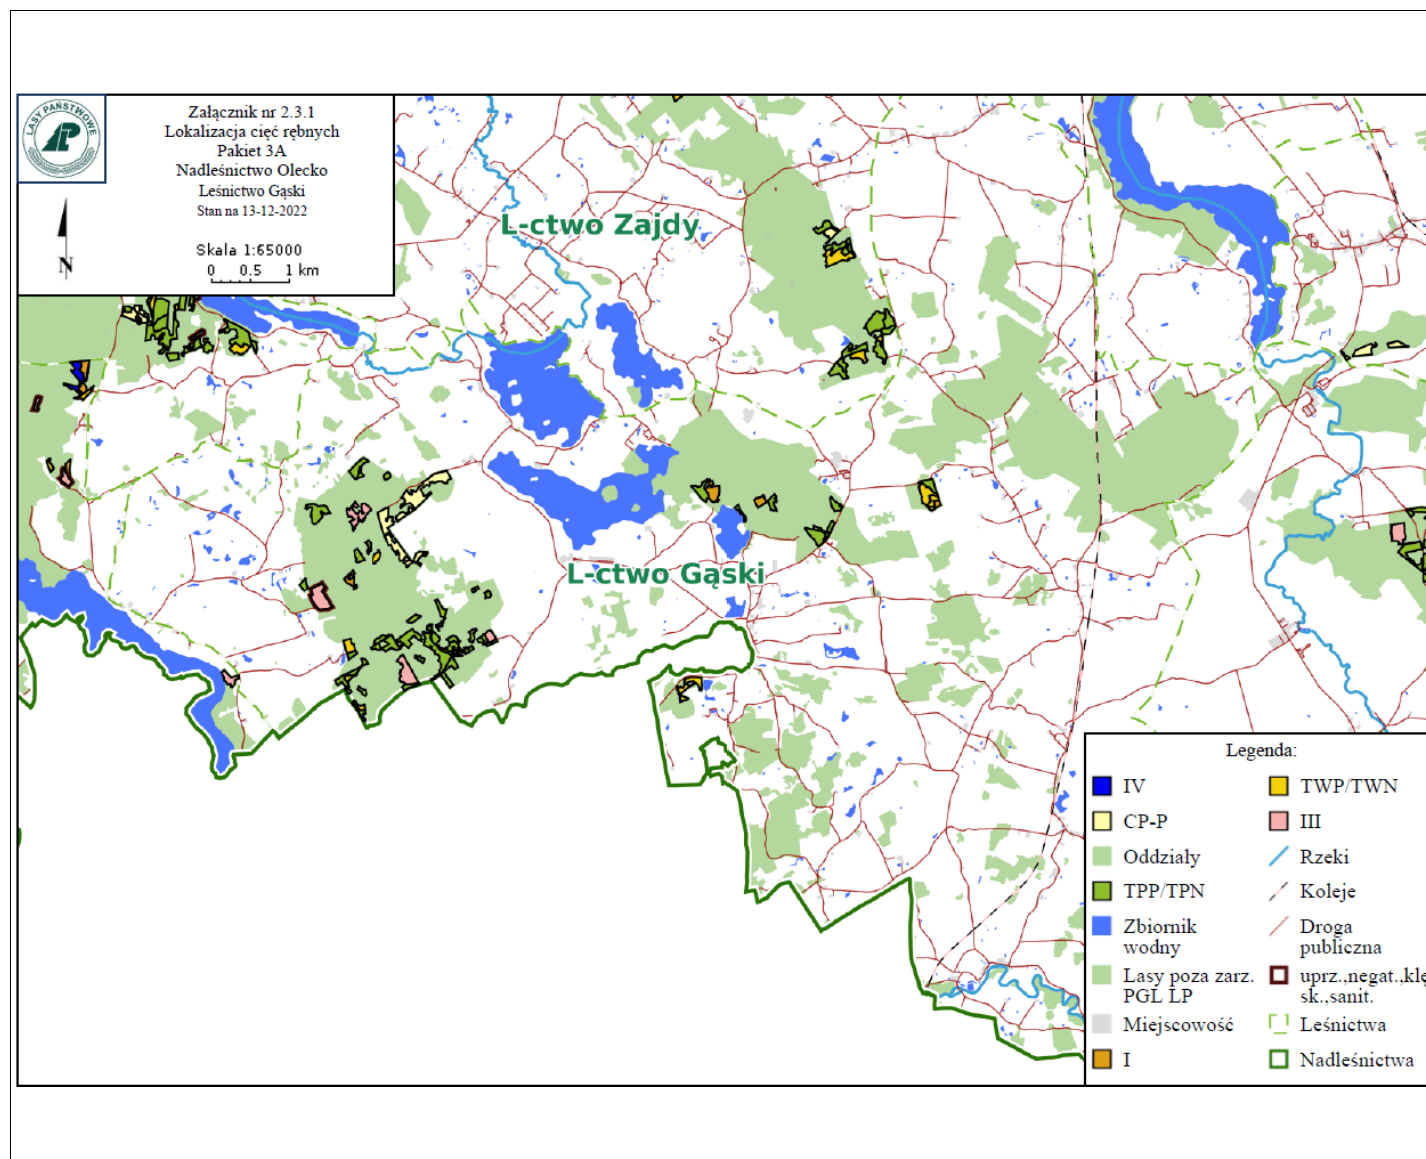 LASY PAŃSTWOWE
Załącznik nr 2.3.1
Lokalizacja cięć rębnych
Pakiet 3A
Nadleśnictwo Olecko
Leśnictwo Gąski
Stan na 13-12-2022
Skala 1:65000
0 0.5 1 km
N
L-ctwo Zajdy
L-ctwo Gąski
Legenda:
IV
CP-P
Oddziały
TPP/TPN
Zbiornik
wodny
Lasy poza zarz.
PGL LP
Miejscowość
I
TWP/TWN
III
Rzeki
Koleje
Droga
publiczna
uprz.,negat.,klę
sk.,sanit.
Leśnictwa
Nadleśnictwa